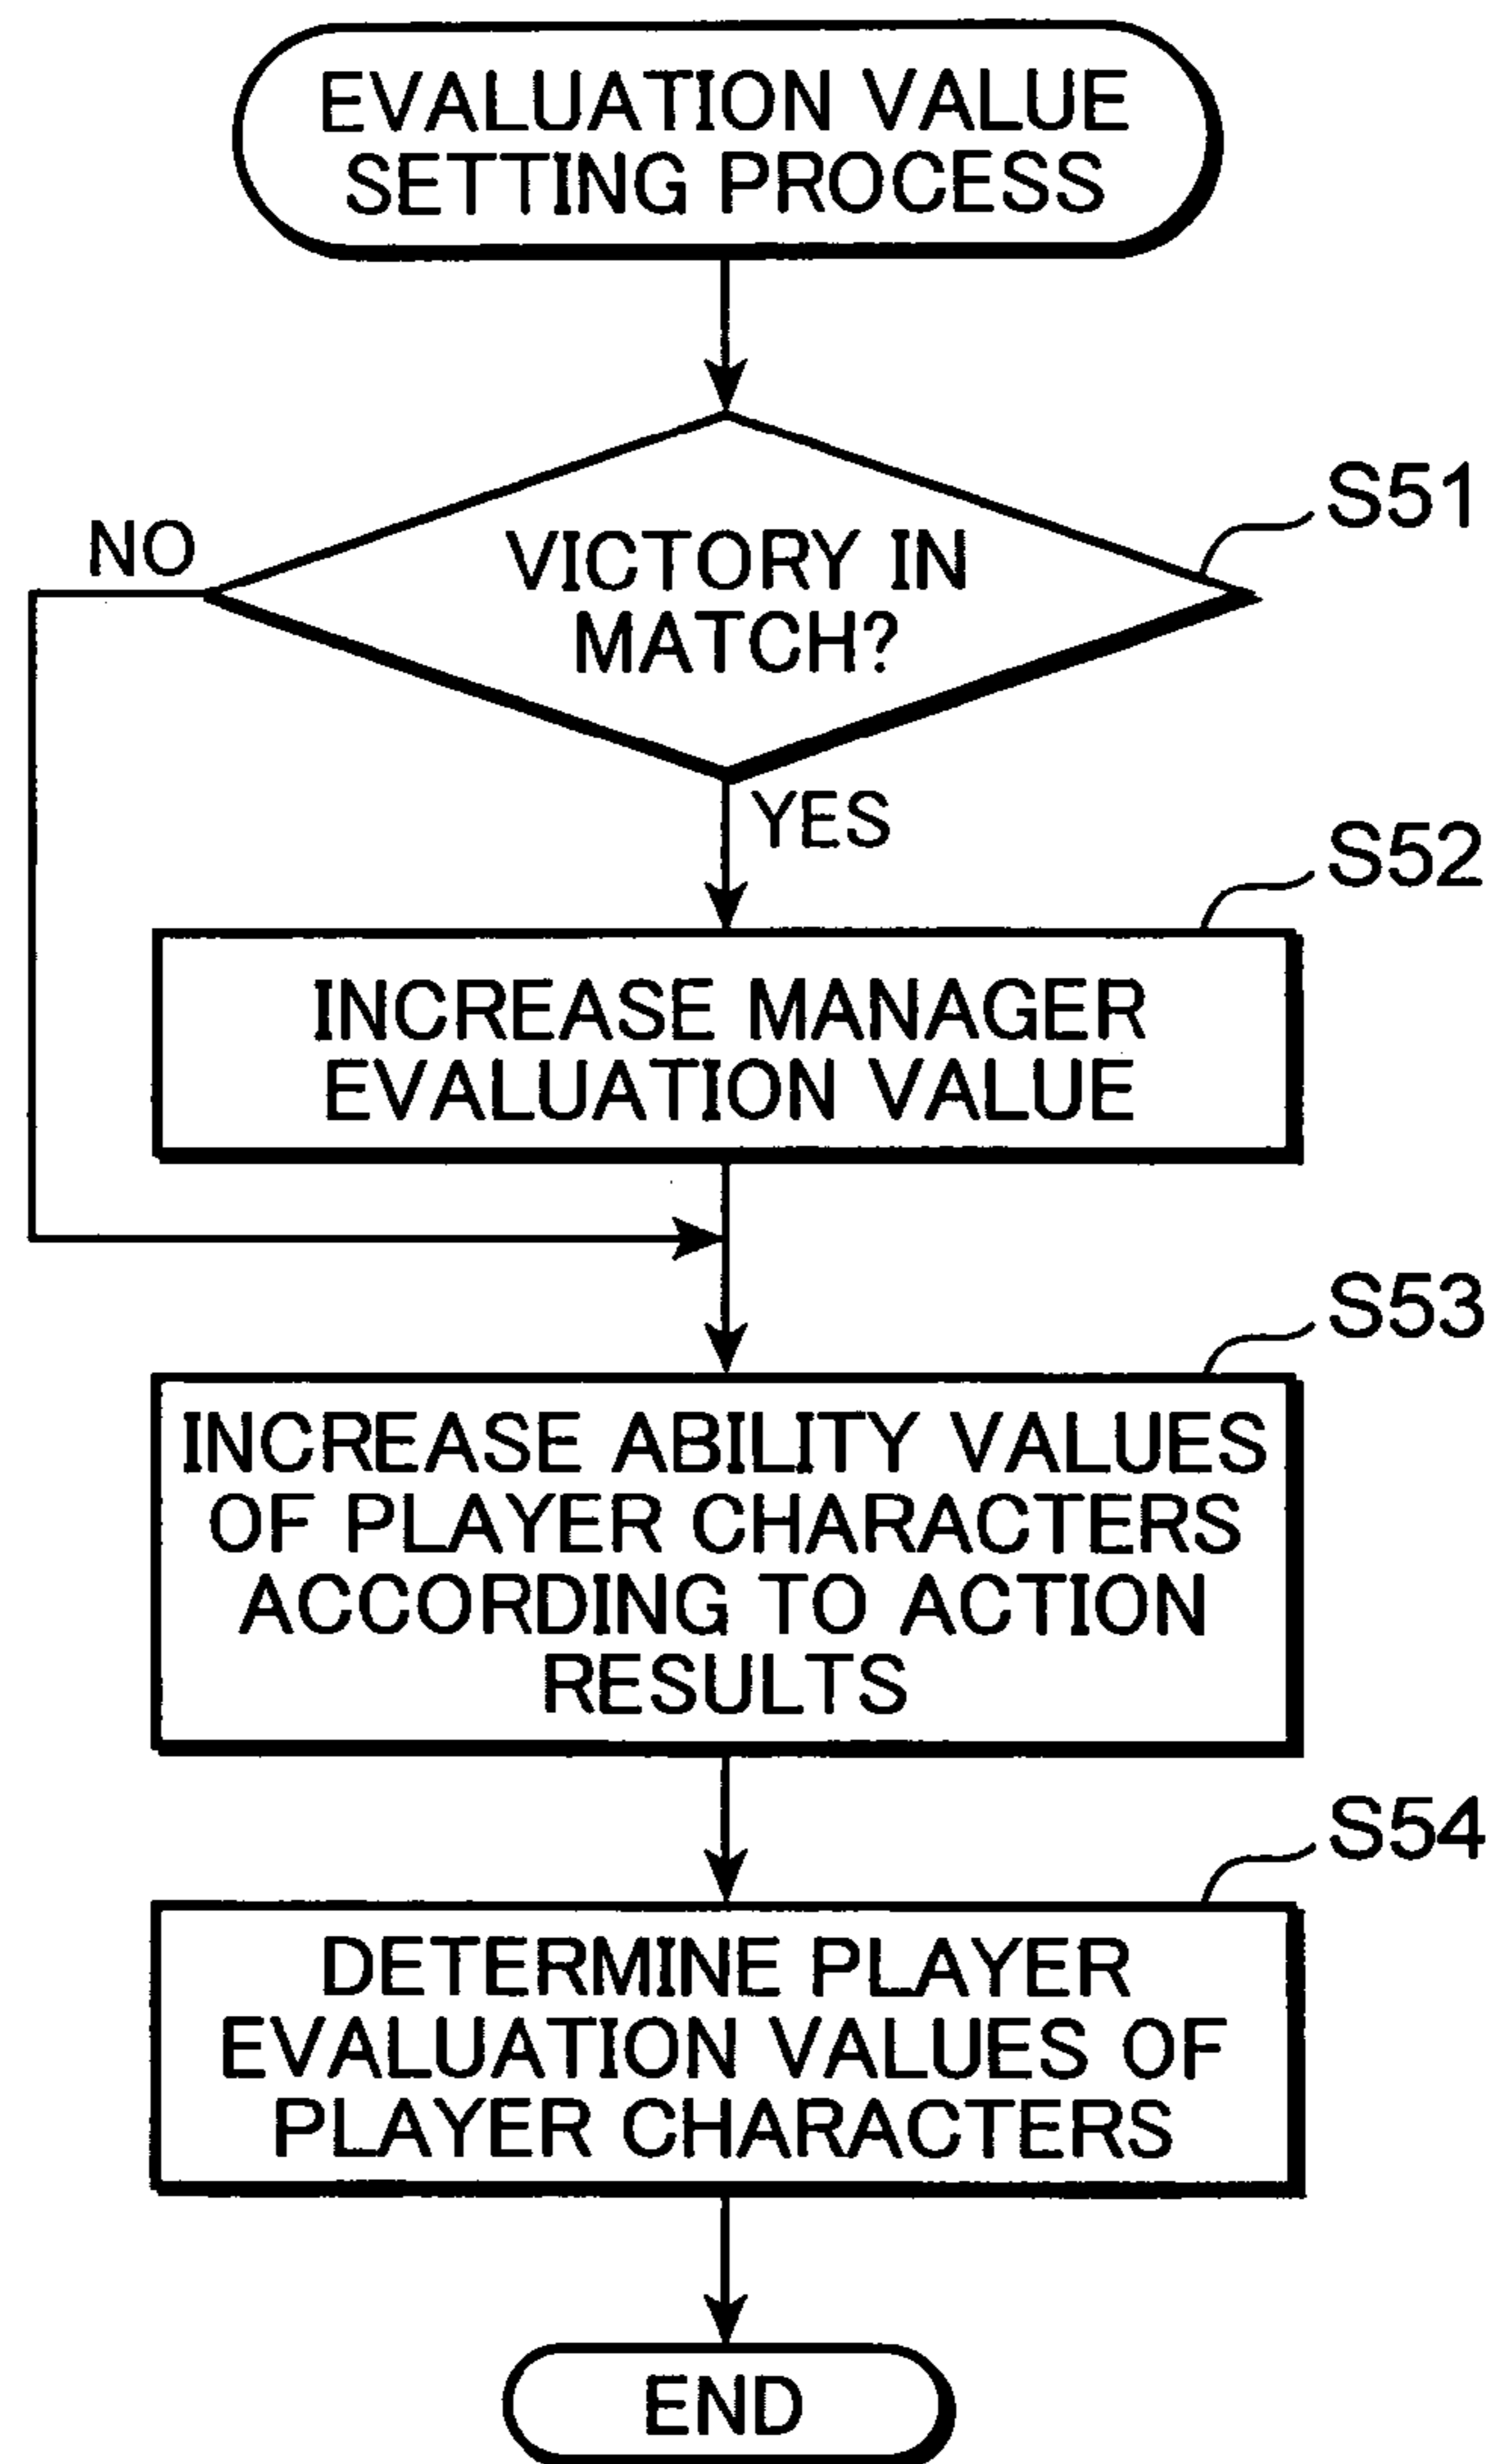 EVALUATION VALUE
SETTING PROCESS
S51
NO
VICTORY IN
MATCH?
YES
S52
INCREASE MANAGER
EVALUATION VALUE
S53
INCREASE ABILITY VALUES
OF PLAYER CHARACTERS
ACCORDING TO ACTION
RESULTS
S54
DETERMINE PLAYER
EVALUATION VALUES OF
PLAYER CHARACTERS
END